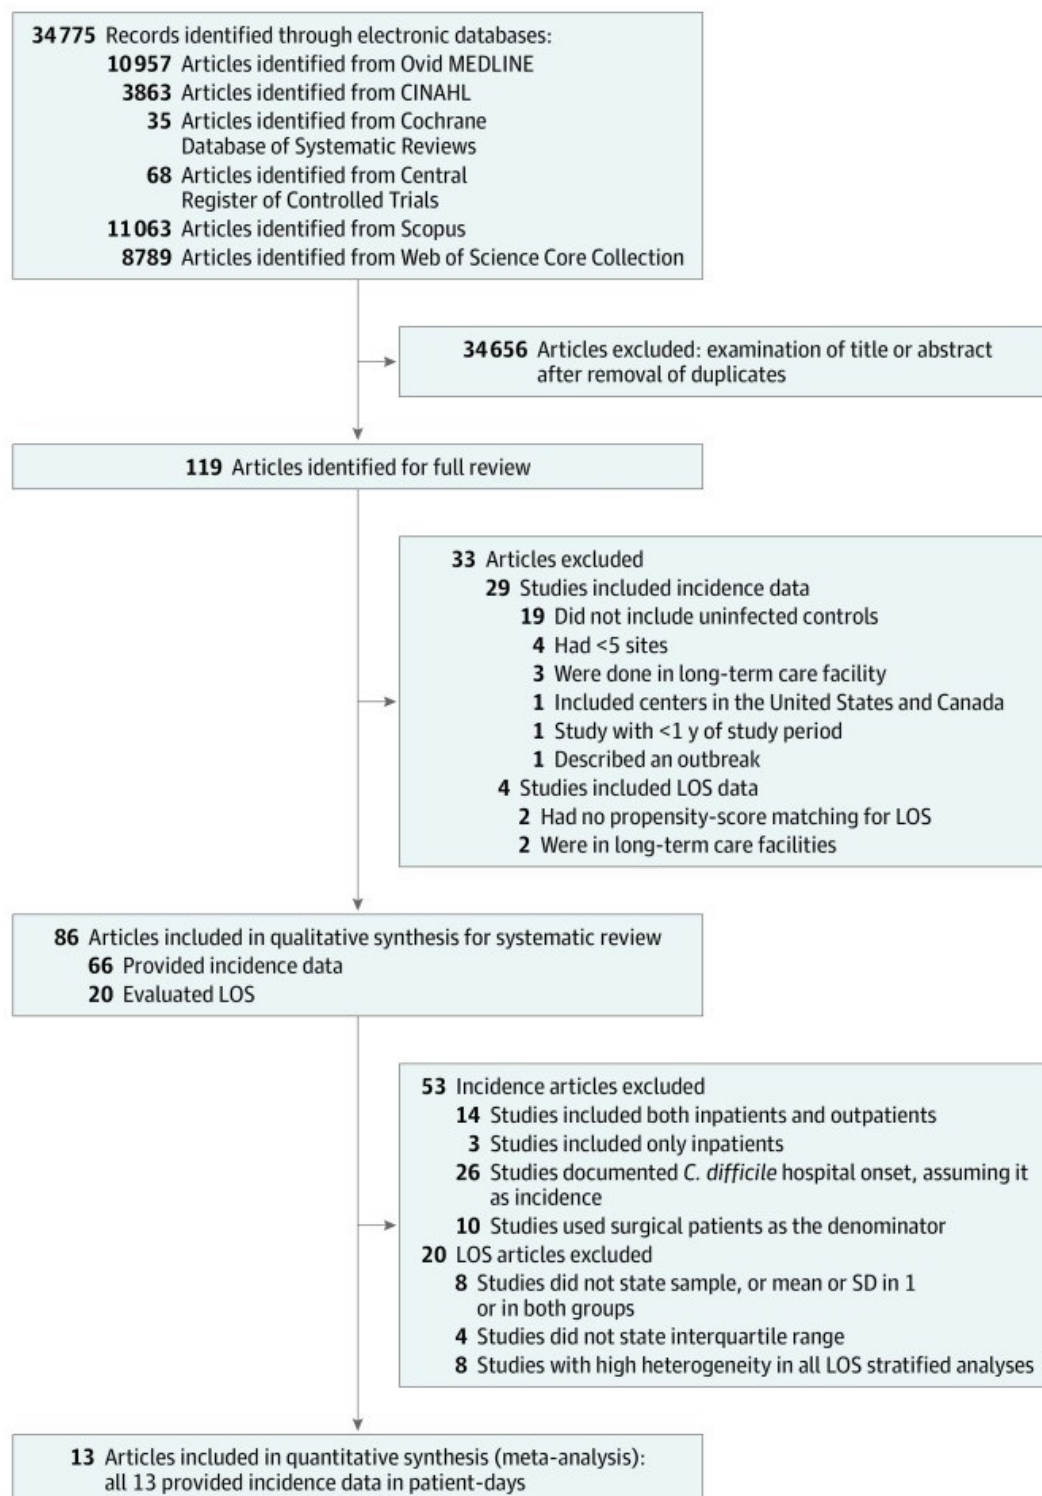 34775 Records identified through electronic databases:
10957 Articles identified from Ovid MEDLINE
3863 Articles identified from CINAHL
35 Articles identified from Cochrane
Database of Systematic Reviews
68 Articles identified from Central
Register of Controlled Trials
11063 Articles identified from Scopus
8789 Articles identified from Web of Science Core Collection
34656 Articles excluded: examination of title or abstract
after removal of duplicates
119 Articles identified for full review
33 Articles excluded
29 Studies included incidence data
19 Did not include uninfected controls
4 Had <5 sites
3 Were done in long-term care facility
1 Included centers in the United States and Canada
1 Study with <1 y of study period
1 Described an outbreak
4 Studies included LOS data
2 Had no propensity-score matching for LOS
2 Were in long-term care facilities
86 Articles included in qualitative synthesis for systematic review
66 Provided incidence data
20 Evaluated LOS
53 Incidence articles excluded
14 Studies included both inpatients and outpatients
3 Studies included only inpatients
26 Studies documented C. difficile hospital onset, assuming it
as incidence
10 Studies used surgical patients as the denominator
20 LOS articles excluded
8 Studies did not state sample, or mean or SD in 1
or in both groups
4 Studies did not state interquartile range
8 Studies with high heterogeneity in all LOS stratified analyses
13 Articles included in quantitative synthesis (meta-analysis):
all 13 provided incidence data in patient-days